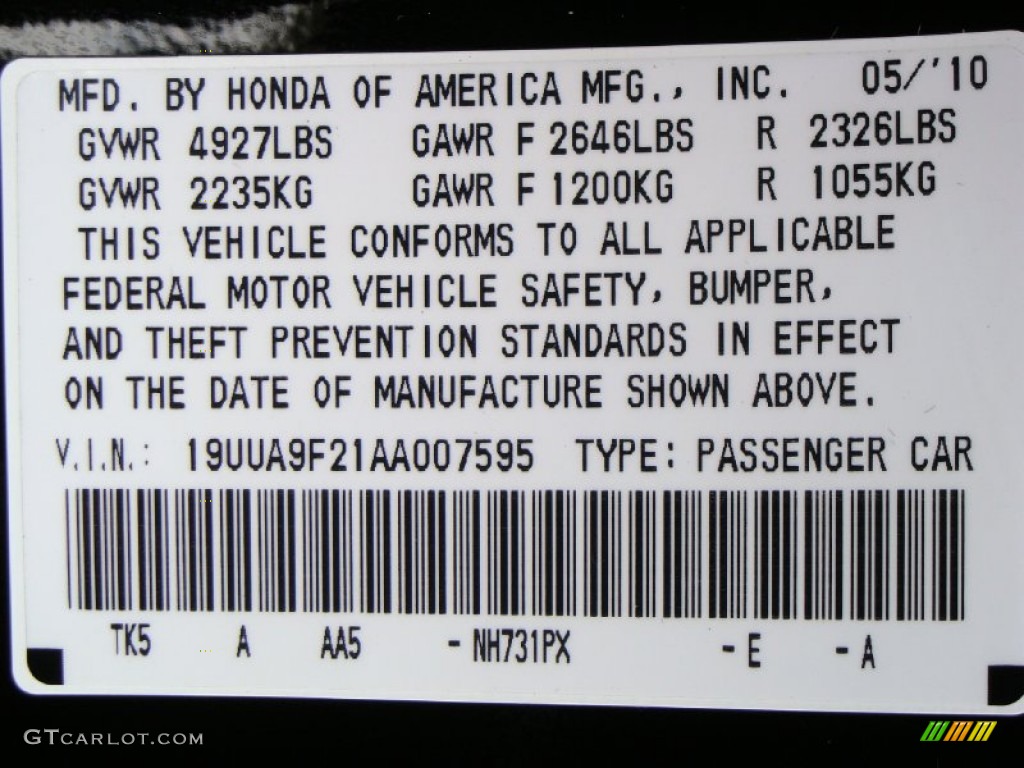 MFD. BY HONDA OF AMERICA MFG., INC. 05/'10
GVWR 4927LBS GAWR F 2646LBS R 2326LBS
GVWR 2235KG GAWR F 1200KG R 1055KG
THIS VEHICLE CONFORMS TO ALL APPLICABLE
FEDERAL MOTOR VEHICLE SAFETY, BUMPER,
AND THEFT PREVENTION STANDARDS IN EFFECT
ON THE DATE OF MANUFACTURE SHOWN ABOVE.
V.I.N.: 19UUA9F21AA007595 TYPE: PASSENGER CAR
TK5 A AA5 -NH731PX -E -A
GTCARLOT.COM